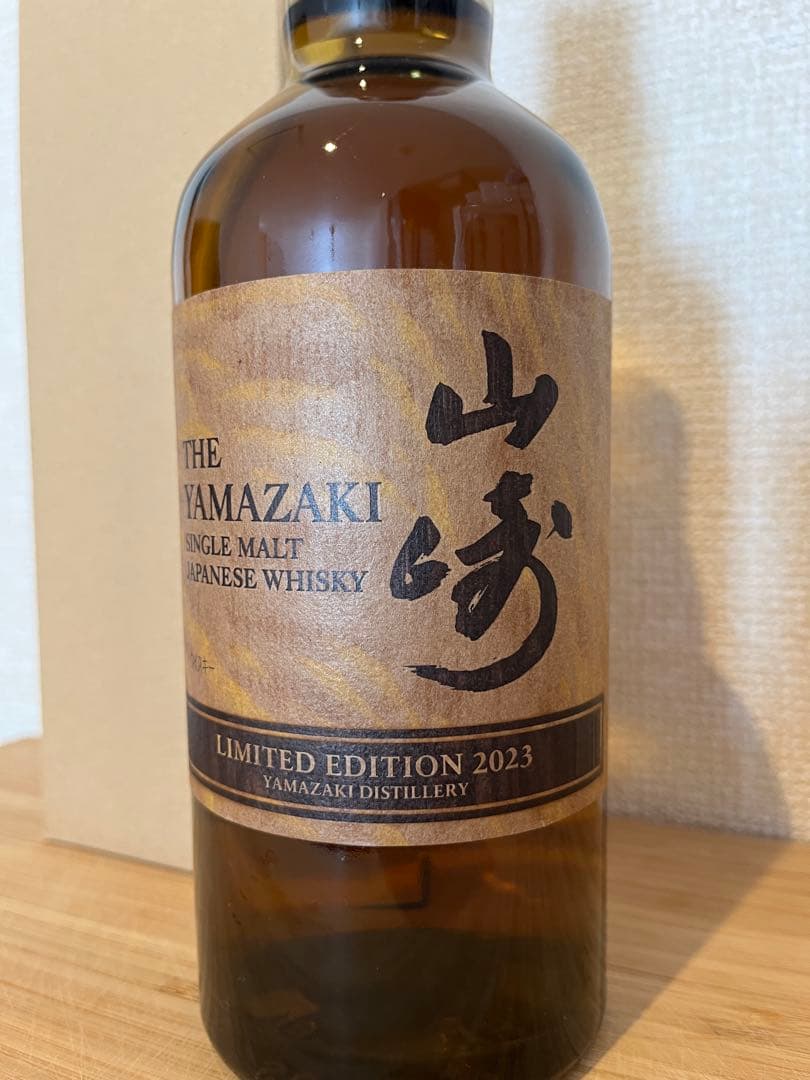 THE
YAMAZAKI
SINGLE MALT
JAPANESE WHISKY
山崎
LIMITED EDITION 2023
YAMAZAKI DISTILLERY